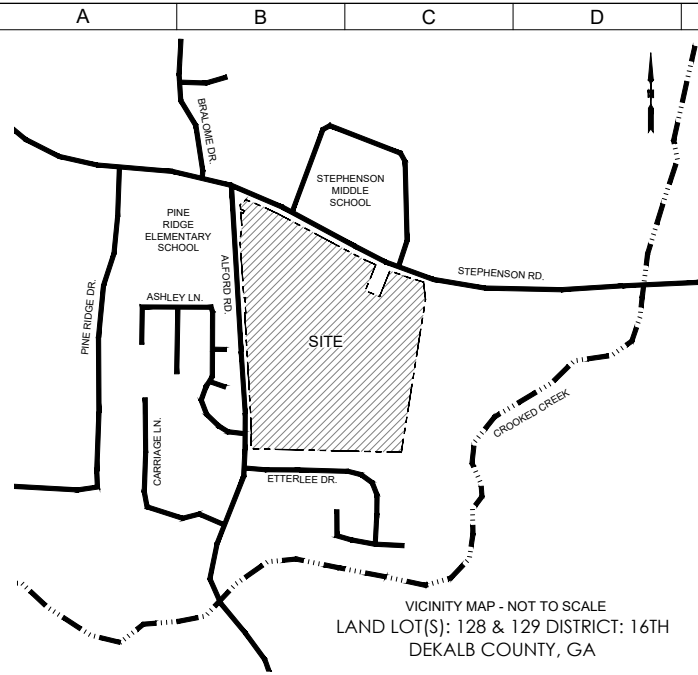 A B C D
BRALOME DR.
STEPHENSON
MIDDLE
SCHOOL
PINE
RIDGE
ELEMENTARY
SCHOOL
ALFORD RD.
STEPHENSON RD.
PINE RIDGE DR.
ASHLEY LN.
SITE
CROOKED CREEK
CARRIAGE LN.
ETTERLEE DR.
VICINITY MAP - NOT TO SCALE
LAND LOT(S): 128 & 129 DISTRICT: 16TH
DEKALB COUNTY, GA